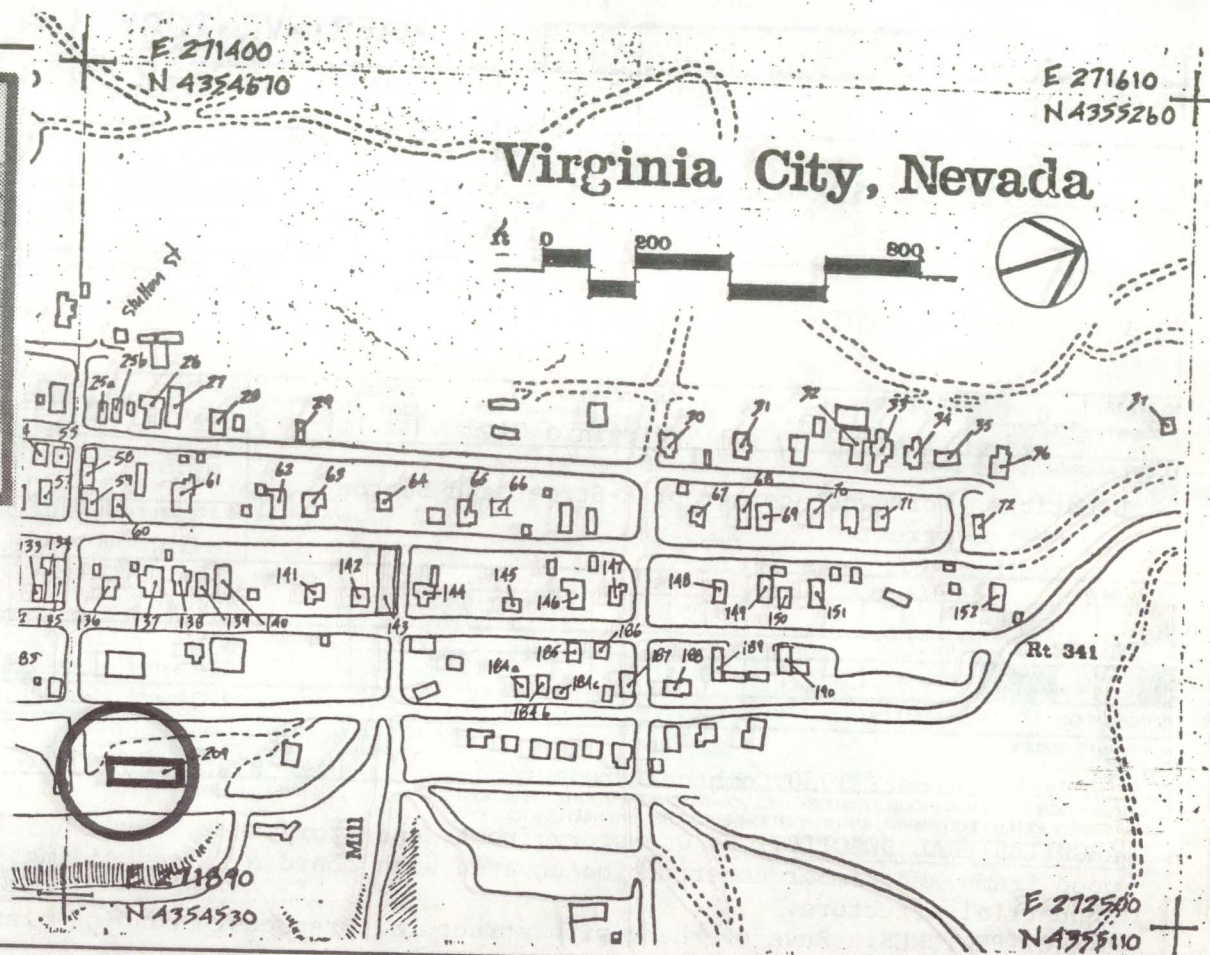 E 271400
N 4354670
E 271610
N 4355260
Virginia City, Nevada
ft 0 200 800
Stutton St
25a 25b 26 27 28 29
30 31 32 33 34 35 36 37
55 57 58 59 60 61 62 63 64 65 66
67 68 69 70 71 72
133 134 135 136 137 138 139 140 141 142 143 144 145 146 147
148 149 150 151 152
85
184a 184b 184c 185 186 187 188 189 190
Rt 341
209
Mill
N 4354530
E 272500
N 4355110